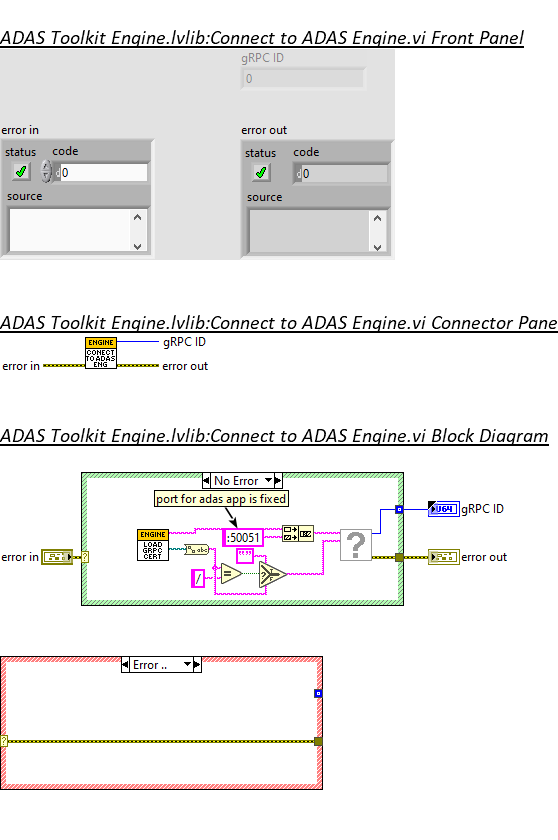 ADAS Toolkit Engine.lvlib:Connect to ADAS Engine.vi Front Panel
gRPC ID
0
error in
error out
status code
0
status code
0
source
source
ADAS Toolkit Engine.lvlib:Connect to ADAS Engine.vi Connector Pane
ENGINE
CONECT
TO ADAS
ENG
gRPC ID
error in
error out
ADAS Toolkit Engine.lvlib:Connect to ADAS Engine.vi Block Diagram
No Error
port for adas app is fixed
:50051
ENGINE
LOAD
GRPC
CERT
abc
""
/
=
?
T
F
?
U64
gRPC ID
error in
?
error out
Error ..
?